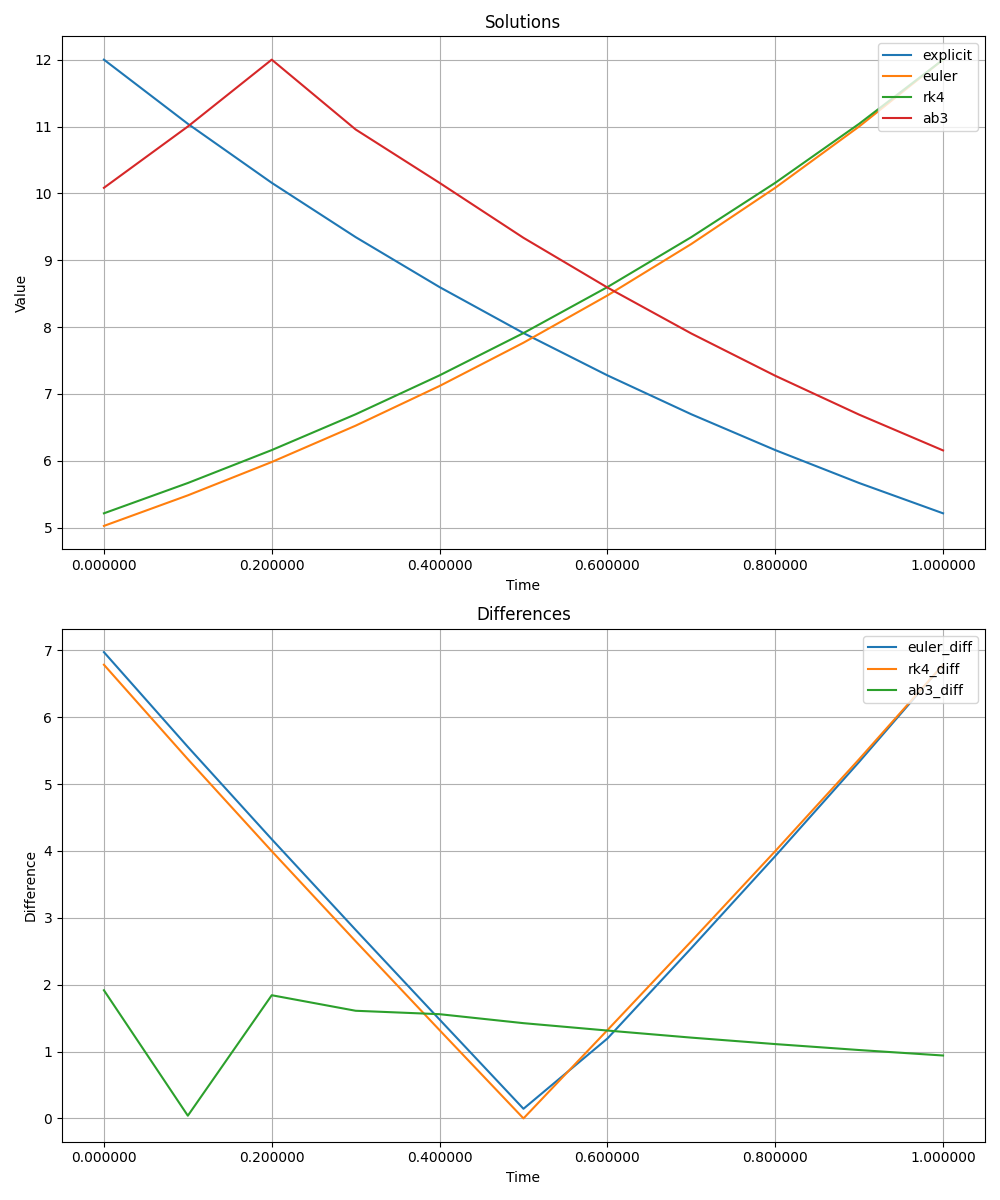 Solutions
12
11
10
9
8
7
6
5
Value
explicit
euler
rk4
ab3
0.000000 0.200000 0.400000 0.600000 0.800000 1.000000
Time
Differences
7
6
5
4
3
2
1
0
Difference
euler_diff
rk4_diff
ab3_diff
0.000000 0.200000 0.400000 0.600000 0.800000 1.000000
Time